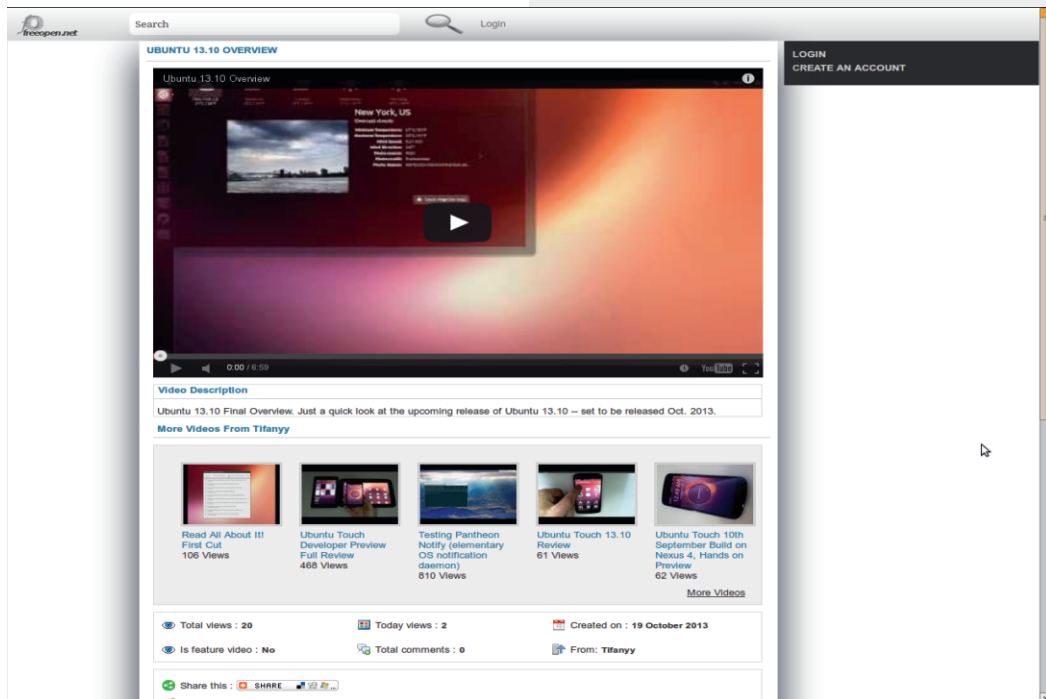 freeopen.net
Search
Login
UBUNTU 13.10 OVERVIEW
LOGIN
CREATE AN ACCOUNT
Ubuntu 13.10 Overview
New York, US
0:00 / 6:59
YouTube
Video Description
Ubuntu 13.10 Final Overview. Just a quick look at the upcoming release of Ubuntu 13.10 -- set to be released Oct. 2013.
More Videos From Tifanyy
Read All About It!
First Cut
106 Views
Ubuntu Touch
Developer Preview
Full Review
468 Views
Testing Pantheon
Notify (elementary
OS notification
daemon)
810 Views
Ubuntu Touch 13.10
Review
61 Views
Ubuntu Touch 10th
September Build on
Nexus 4, Hands on
Preview
62 Views
More Videos
Total views : 20
Today views : 2
Created on : 19 October 2013
Is feature video : No
Total comments : 0
From: Tifanyy
Share this :
SHARE